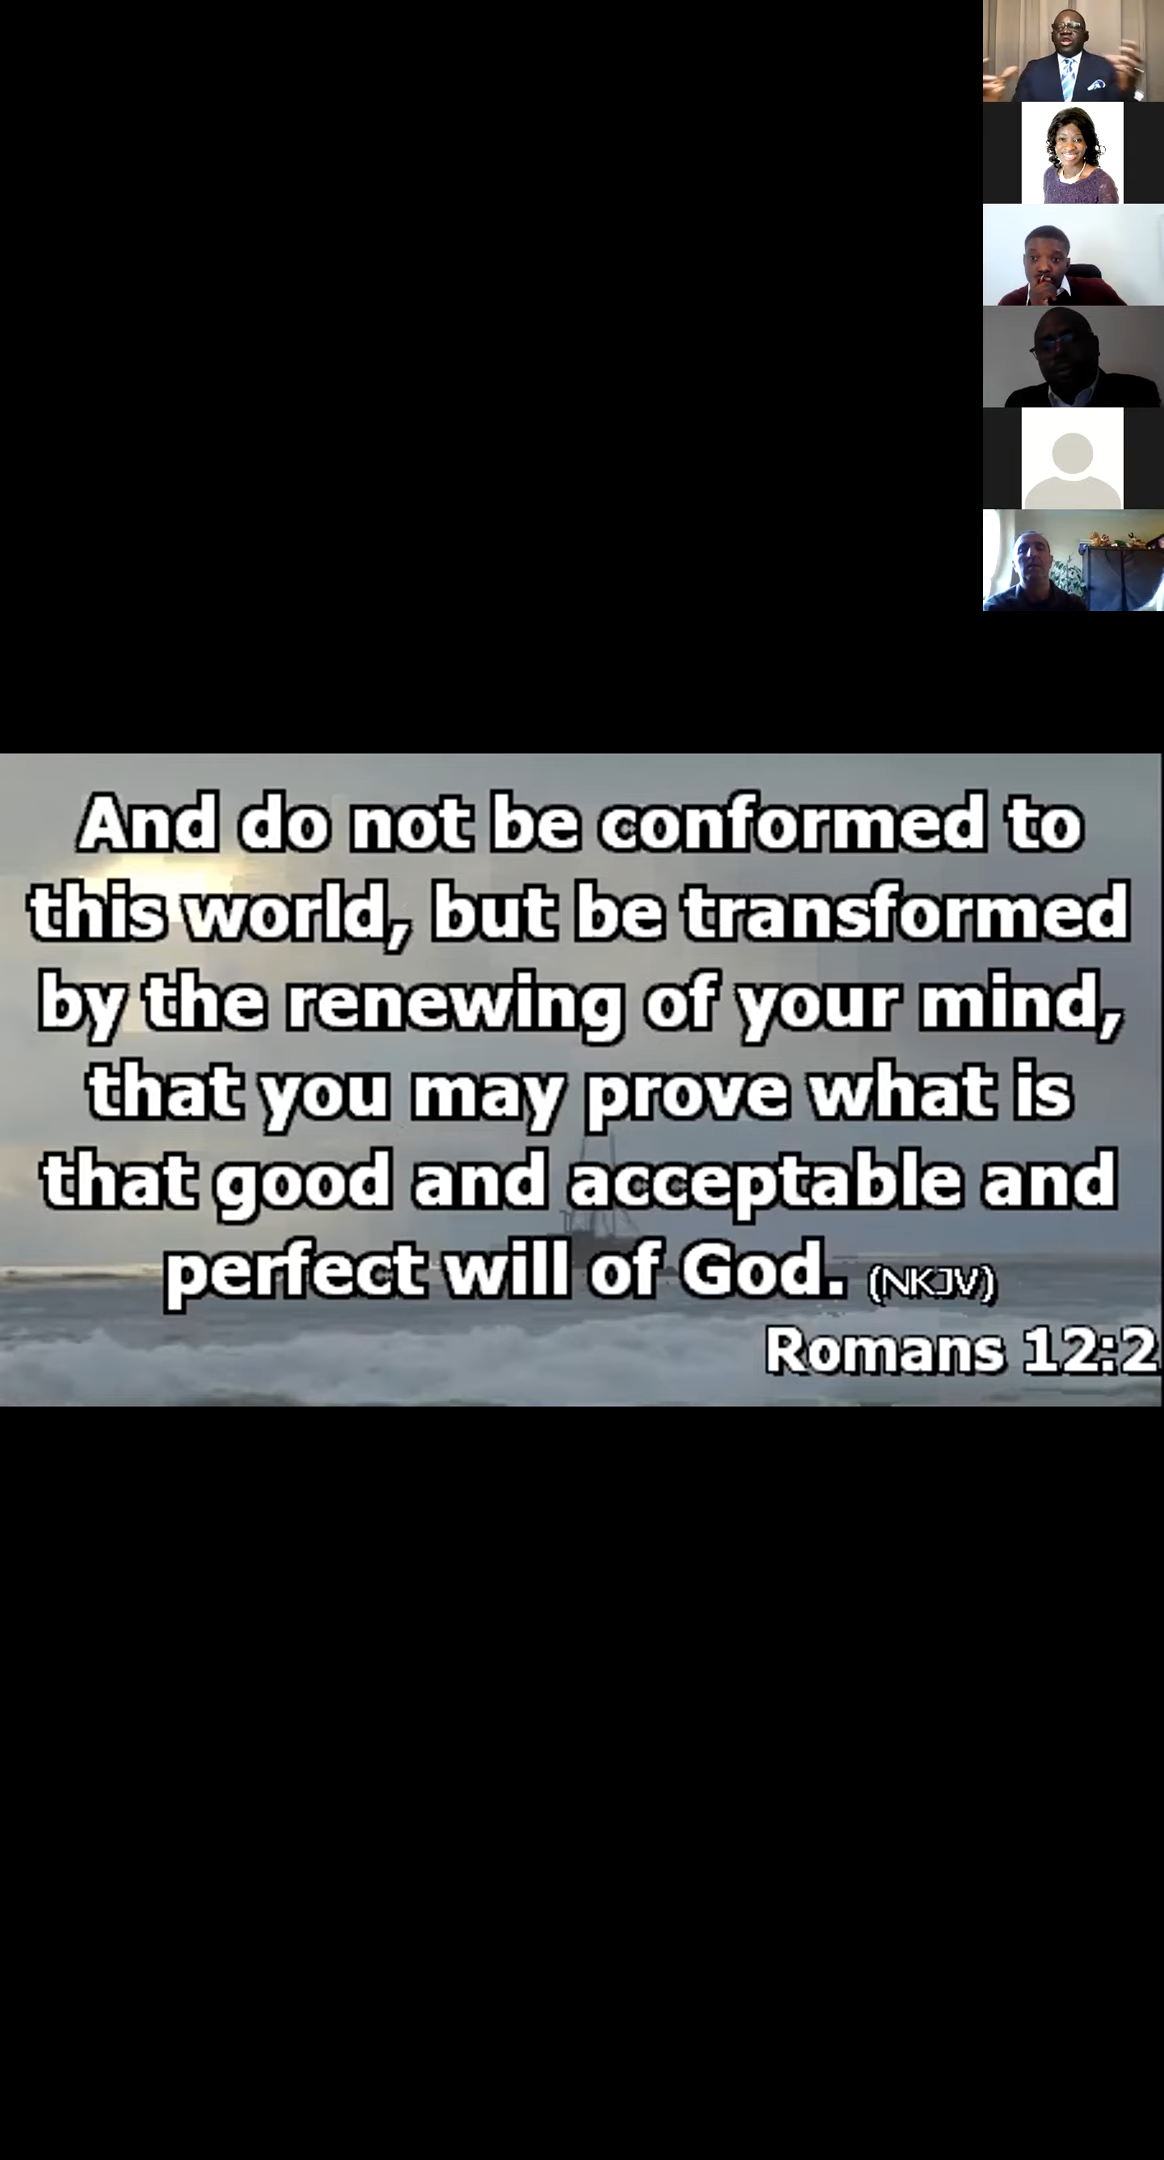 And do not be conformed to
this world, but be transformed
by the renewing of your mind,
that you may prove what is
that good and acceptable and
perfect will of God. (NKJV)
Romans 12:2